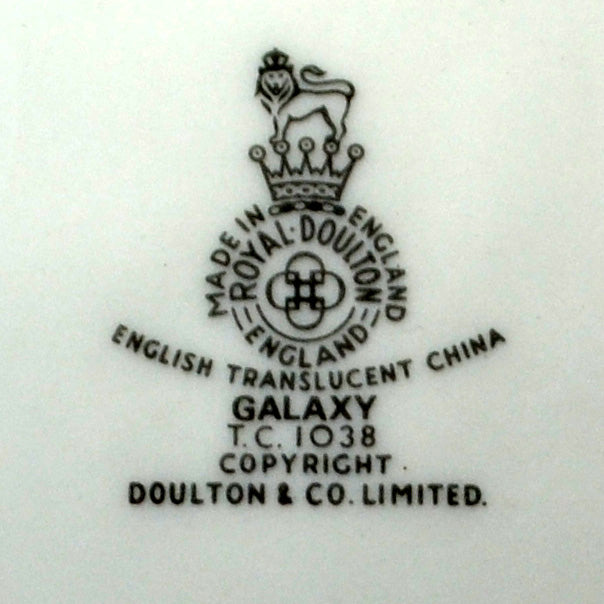 MADE IN ENGLAND
ROYAL·DOULTON
ENGLAND
ENGLISH TRANSLUCENT CHINA
GALAXY
T.C. 1038
COPYRIGHT.
DOULTON & CO. LIMITED.